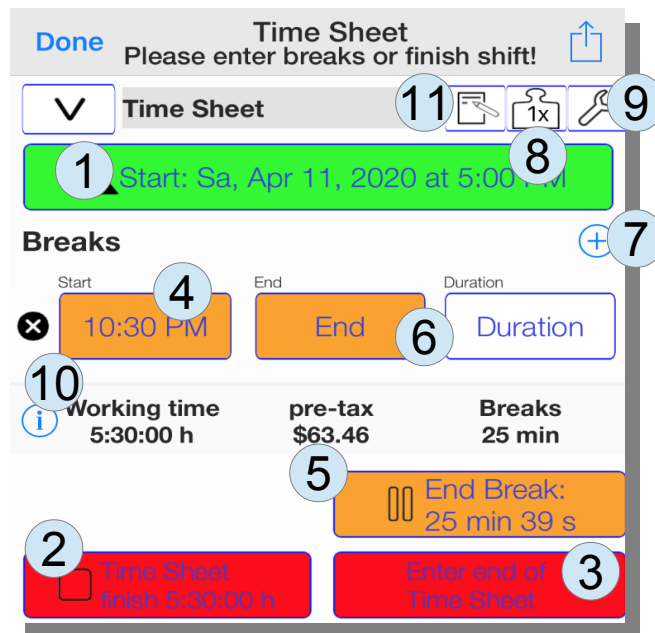 Done
Time Sheet
Please enter breaks or finish shift!
Time Sheet
11
1x
9
8
1
Start: Sa, Apr 11, 2020 at 5:00 PM
Breaks
7
Start
End
Duration
4
10:30 PM
End
6
Duration
10
i
Working time
pre-tax
Breaks
5:30:00 h
$63.46
25 min
5
End Break:
25 min 39 s
2
Time Sheet
finish 5:30:00 h
Enter end of
Time Sheet
3